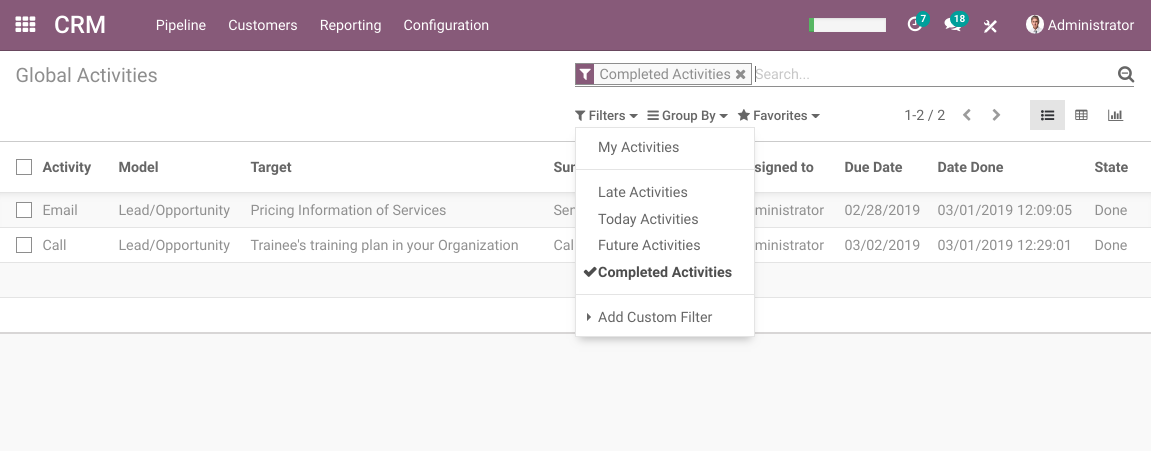 CRM Pipeline Customers Reporting Configuration 7 18 Administrator
Global Activities Completed Activities Search...
Filters Group By Favorites 1-2 / 2
My Activities
Late Activities
Today Activities
Future Activities
Completed Activities
Add Custom Filter
Activity Model Target Sur signed to Due Date Date Done State
Email Lead/Opportunity Pricing Information of Services Ser ministrator 02/28/2019 03/01/2019 12:09:05 Done
Call Lead/Opportunity Trainee's training plan in your Organization Cal ministrator 03/02/2019 03/01/2019 12:29:01 Done